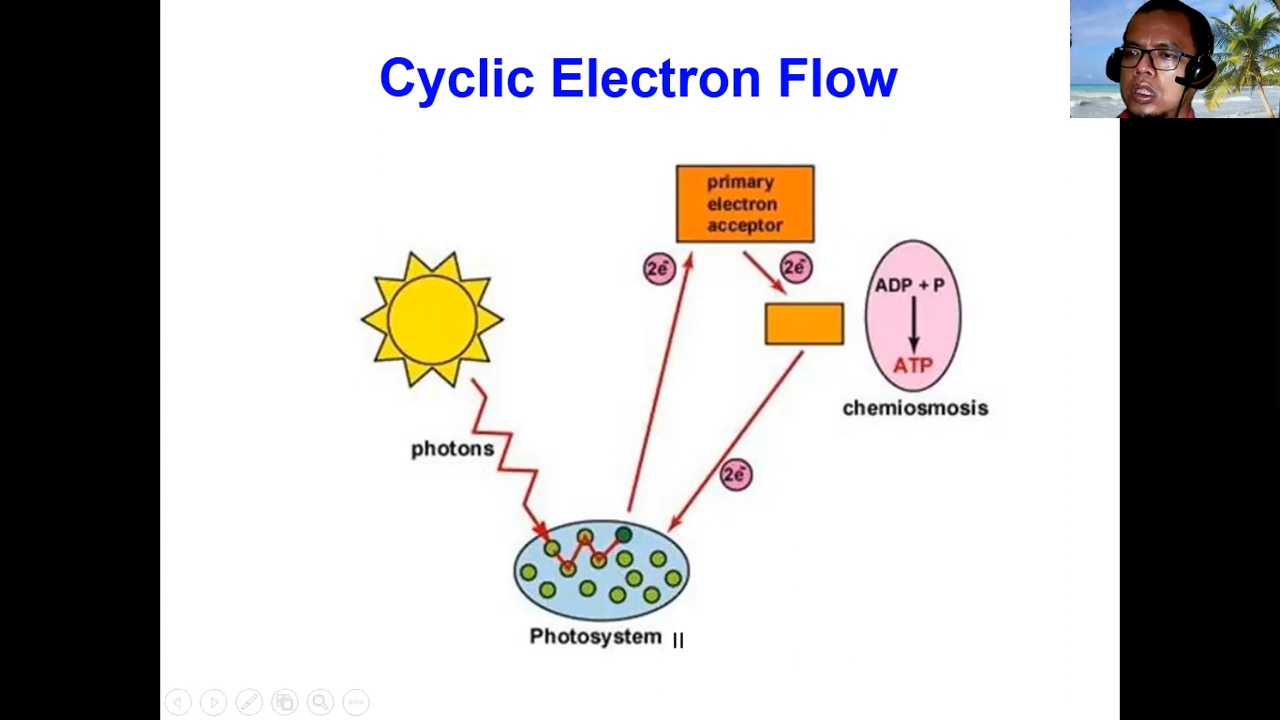 Cyclic Electron Flow
primary
electron
acceptor
2e⁻
2e⁻
ADP + P
ATP
chemiosmosis
photons
2e⁻
Photosystem II